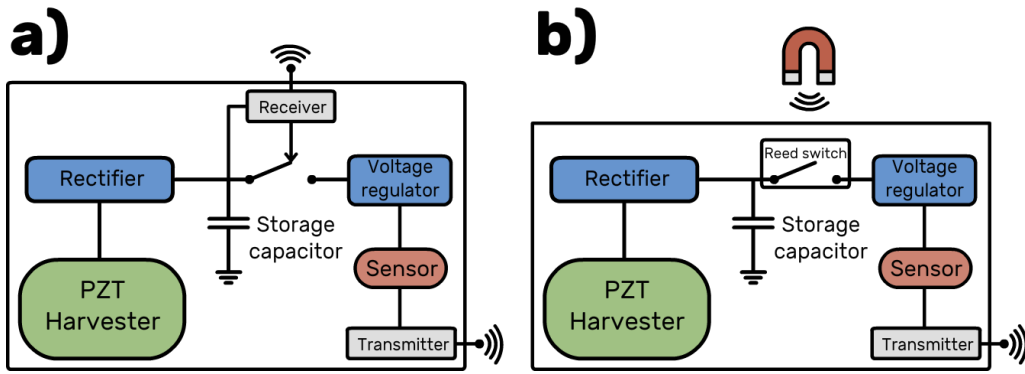 a)
Receiver
Rectifier
Voltage
regulator
Storage
capacitor
PZT
Harvester
Sensor
Transmitter
b)
Reed switch
Rectifier
Voltage
regulator
Storage
capacitor
PZT
Harvester
Sensor
Transmitter